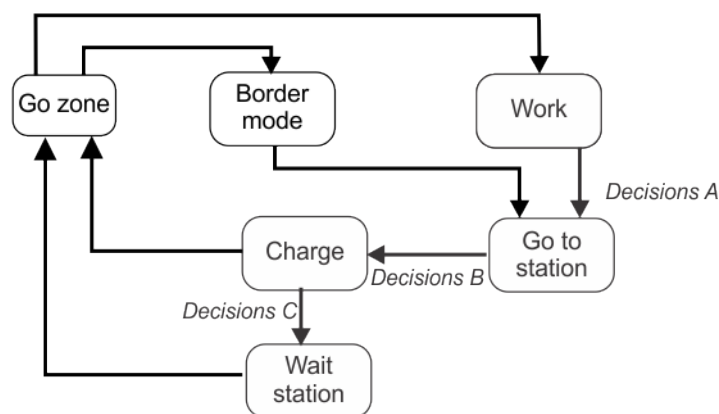 Go zone
Border
mode
Work
Decisions A
Charge
Go to
station
Decisions B
Decisions C
Wait
station